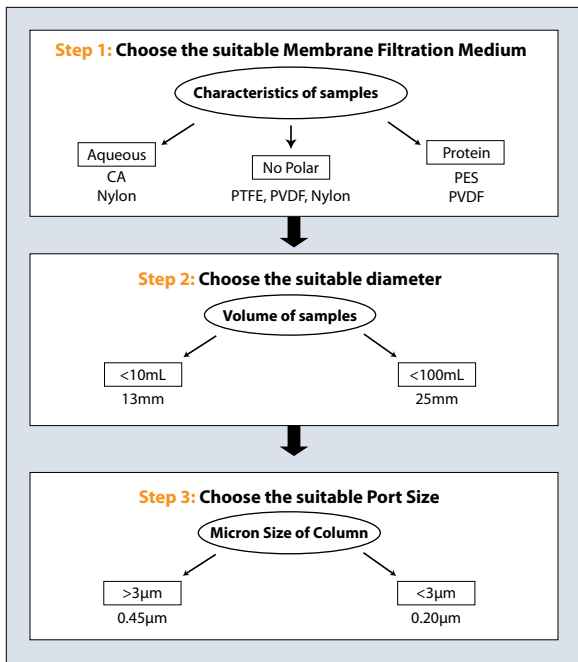 Step 1: Choose the suitable Membrane Filtration Medium
Characteristics of samples
Aqueous
CA
Nylon
No Polar
PTFE, PVDF, Nylon
Protein
PES
PVDF
Step 2: Choose the suitable diameter
Volume of samples
<10mL
13mm
<100mL
25mm
Step 3: Choose the suitable Port Size
Micron Size of Column
>3µm
0.45µm
<3µm
0.20µm